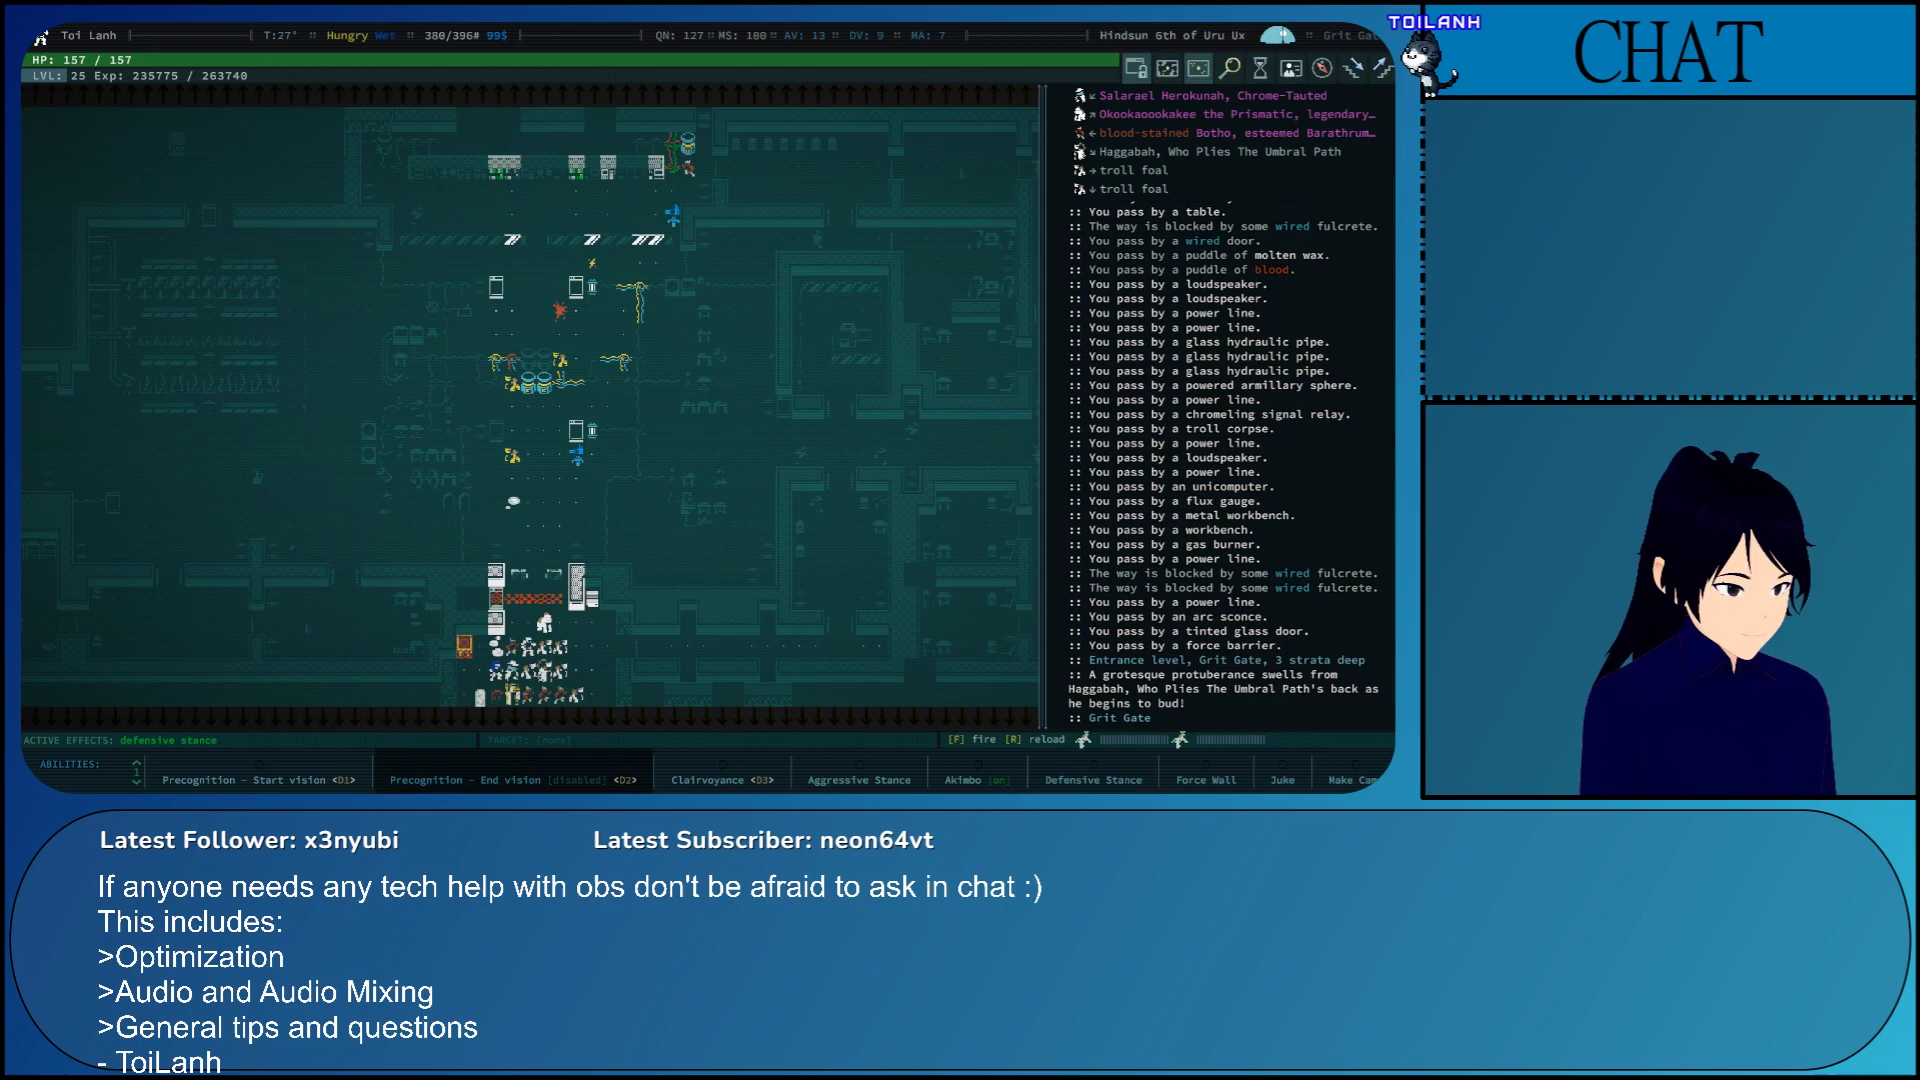 Toi Lanh T:27° :: Hungry Wet :: 380/396# 99$ QN: 127 :: MS: 100 :: AV: 13 :: DV: 9 :: MA: 7 Hindsun 6th of Uru Ux :: Grit Gat
TOILANH
CHAT
HP: 157 / 157
LVL: 25 Exp: 235775 / 263740
Salarael Herokunah, Chrome-Tauted
Okookaoookakee the Prismatic, legendary…
blood-stained Botho, esteemed Barathrum…
Haggabah, Who Plies The Umbral Path
troll foal
troll foal
:: You pass by a table.
:: The way is blocked by some wired fulcrete.
:: You pass by a wired door.
:: You pass by a puddle of molten wax.
:: You pass by a puddle of blood.
:: You pass by a loudspeaker.
:: You pass by a loudspeaker.
:: You pass by a power line.
:: You pass by a power line.
:: You pass by a glass hydraulic pipe.
:: You pass by a glass hydraulic pipe.
:: You pass by a glass hydraulic pipe.
:: You pass by a powered armillary sphere.
:: You pass by a power line.
:: You pass by a chromeling signal relay.
:: You pass by a troll corpse.
:: You pass by a power line.
:: You pass by a loudspeaker.
:: You pass by a power line.
:: You pass by an unicomputer.
:: You pass by a flux gauge.
:: You pass by a metal workbench.
:: You pass by a workbench.
:: You pass by a gas burner.
:: You pass by a power line.
:: The way is blocked by some wired fulcrete.
:: The way is blocked by some wired fulcrete.
:: You pass by a power line.
:: You pass by an arc sconce.
:: You pass by a tinted glass door.
:: You pass by a force barrier.
:: Entrance level, Grit Gate, 3 strata deep
:: A grotesque protuberance swells from
Haggabah, Who Plies The Umbral Path's back as
he begins to bud!
:: Grit Gate
ACTIVE EFFECTS: defensive stance TARGET: [none] [F] fire [R] reload
ABILITIES: 1 Precognition - Start vision <D1> Precognition - End vision [disabled] <D2> Clairvoyance <D3> Aggressive Stance Akimbo [on] Defensive Stance Force Wall Juke Make Cam
Latest Follower: x3nyubi Latest Subscriber: neon64vt
If anyone needs any tech help with obs don't be afraid to ask in chat :)
This includes:
>Optimization
>Audio and Audio Mixing
>General tips and questions
- ToiLanh